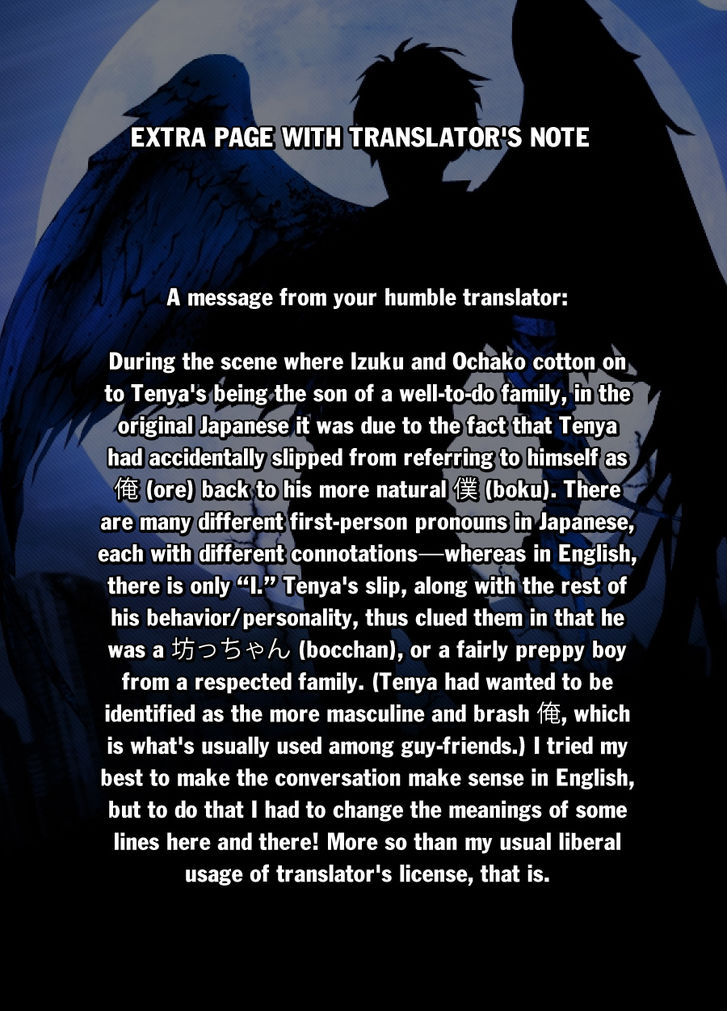 EXTRA PAGE WITH TRANSLATOR'S NOTE
A message from your humble translator:
During the scene where Izuku and Ochako cotton on
to Tenya's being the son of a well-to-do family, in the
original Japanese it was due to the fact that Tenya
had accidentally slipped from referring to himself as
俺 (ore) back to his more natural 僕 (boku). There
are many different first-person pronouns in Japanese,
each with different connotations—whereas in English,
there is only “I.” Tenya's slip, along with the rest of
his behavior/personality, thus clued them in that he
was a 坊っちゃん (bocchan), or a fairly preppy boy
from a respected family. (Tenya had wanted to be
identified as the more masculine and brash 俺, which
is what's usually used among guy-friends.) I tried my
best to make the conversation make sense in English,
but to do that I had to change the meanings of some
lines here and there! More so than my usual liberal
usage of translator's license, that is.